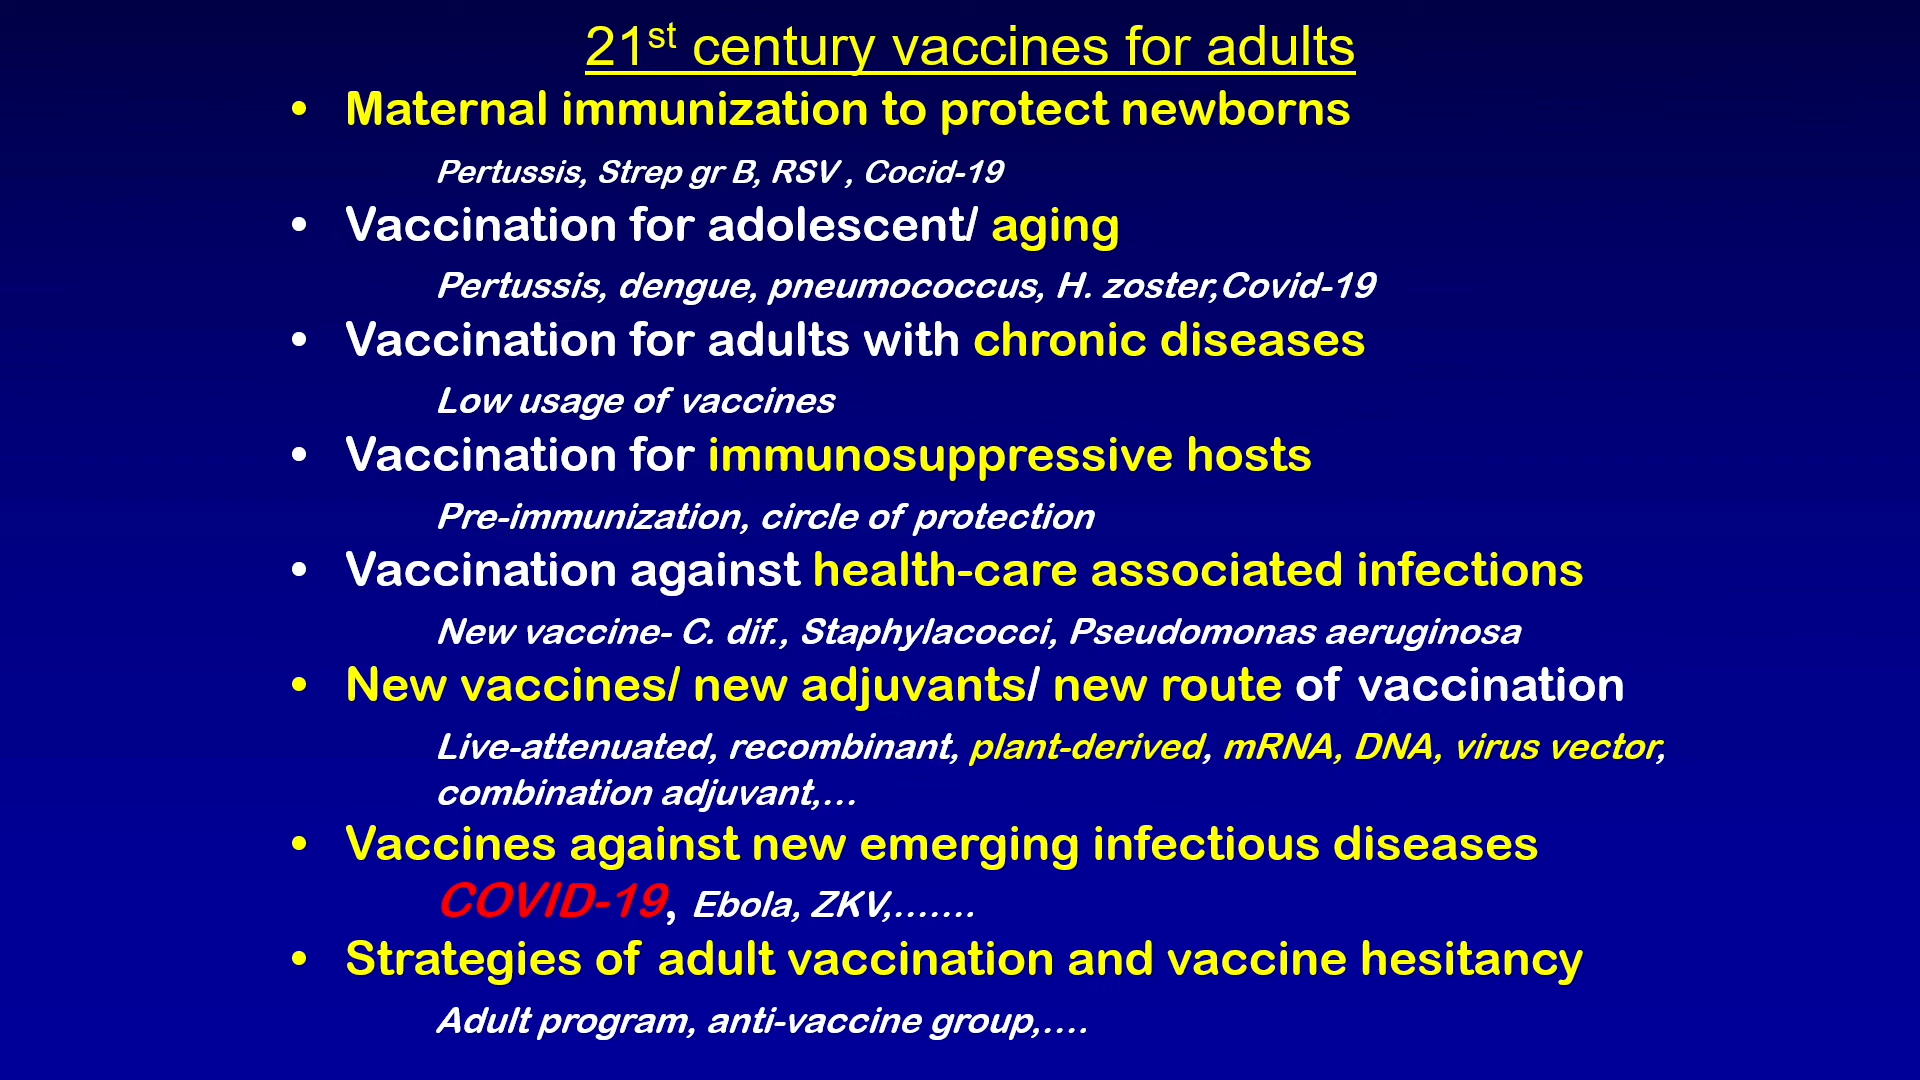 21st century vaccines for adults
• Maternal immunization to protect newborns
Pertussis, Strep gr B, RSV , Cocid-19
• Vaccination for adolescent/ aging
Pertussis, dengue, pneumococcus, H. zoster,Covid-19
• Vaccination for adults with chronic diseases
Low usage of vaccines
• Vaccination for immunosuppressive hosts
Pre-immunization, circle of protection
• Vaccination against health-care associated infections
New vaccine- C. dif., Staphylacocci, Pseudomonas aeruginosa
• New vaccines/ new adjuvants/ new route of vaccination
Live-attenuated, recombinant, plant-derived, mRNA, DNA, virus vector,
combination adjuvant,...
• Vaccines against new emerging infectious diseases
COVID-19, Ebola, ZKV,.......
• Strategies of adult vaccination and vaccine hesitancy
Adult program, anti-vaccine group,....